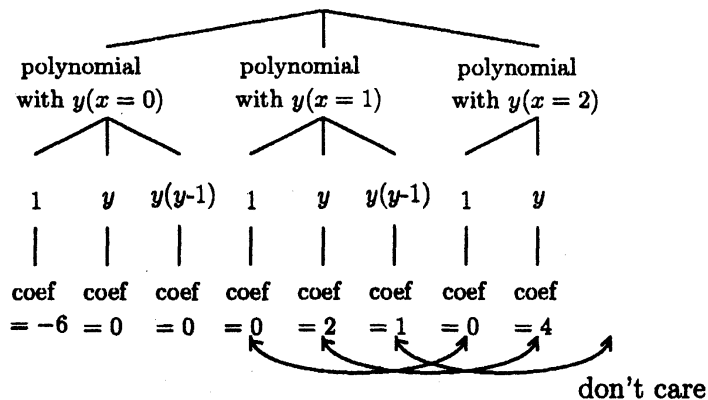 polynomial polynomial polynomial
with y(x = 0) with y(x = 1) with y(x = 2)
1 y y(y-1) 1 y y(y-1) 1 y
coef coef coef coef coef coef coef coef
= −6 = 0 = 0 = 0 = 2 = 1 = 0 = 4
don't care